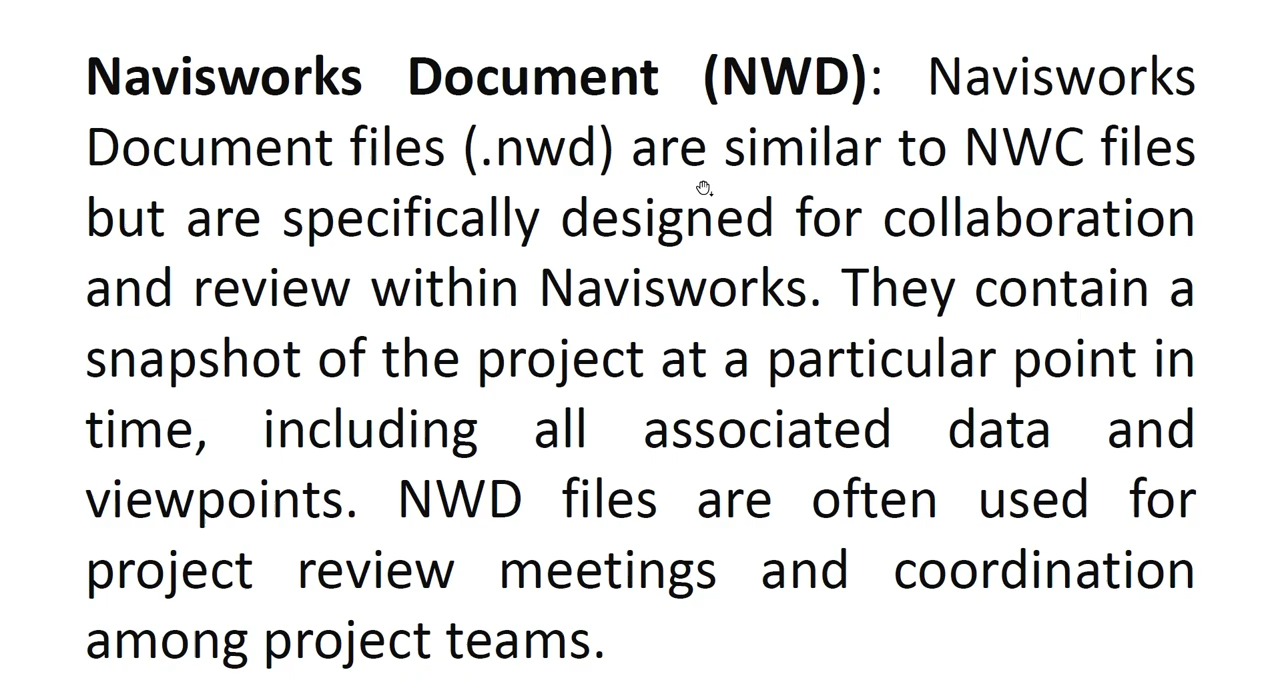 Navisworks Document (NWD): Navisworks
Document files (.nwd) are similar to NWC files
but are specifically designed for collaboration
and review within Navisworks. They contain a
snapshot of the project at a particular point in
time, including all associated data and
viewpoints. NWD files are often used for
project review meetings and coordination
among project teams.